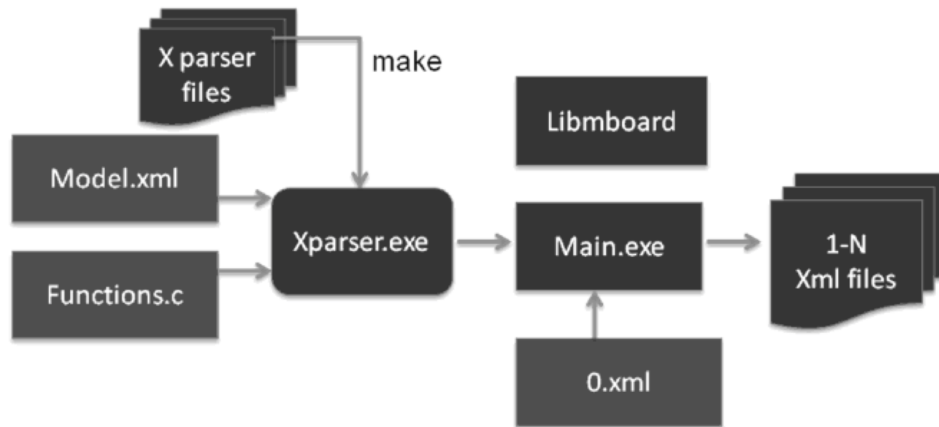 X parser
files
make
Libmboard
Model.xml
Xparser.exe
Main.exe
1-N
Xml files
Functions.c
0.xml